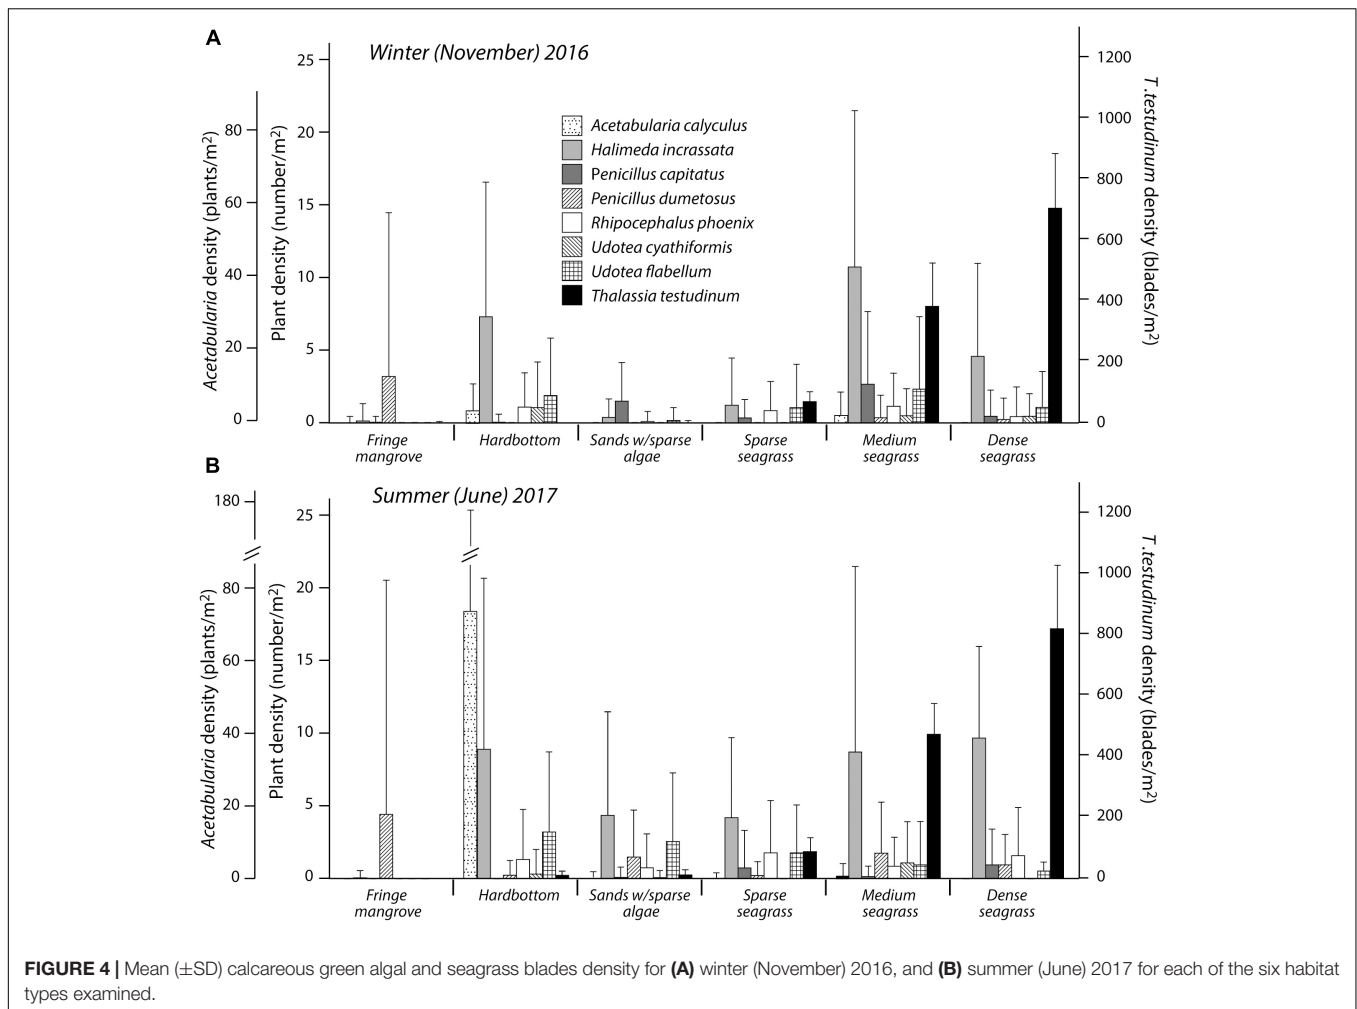 A
Winter (November) 2016
25
20
15
10
5
0
80
60
40
20
0
Acetabularia density (plants/m2)
Plant density (number/m2)
1200
1000
800
600
400
200
0
T .testudinum density (blades/m2)
Acetabularia calyculus
Halimeda incrassata
Penicillus capitatus
Penicillus dumetosus
Rhipocephalus phoenix
Udotea cyathiformis
Udotea flabellum
Thalassia testudinum
Fringe
mangrove
Hardbottom
Sands w/sparse
algae
Sparse
seagrass
Medium
seagrass
Dense
seagrass
B
Summer (June) 2017
180
80
60
40
20
0
Acetabularia density (plants/m2)
25
20
15
10
5
0
Plant density (number/m2)
1200
1000
800
600
400
200
0
T .testudinum density (blades/m2)
Fringe
mangrove
Hardbottom
Sands w/sparse
algae
Sparse
seagrass
Medium
seagrass
Dense
seagrass
FIGURE 4 | Mean (±SD) calcareous green algal and seagrass blades density for (A) winter (November) 2016, and (B) summer (June) 2017 for each of the six habitat
types examined.